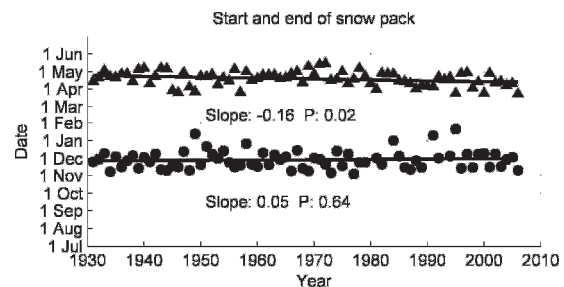 Start and end of snow pack
1 Jun
1 May
1 Apr
1 Mar
Slope: -0.16 P: 0.02
1 Feb
1 Jan
1 Dec
1 Nov
1 Oct
Slope: 0.05 P: 0.64
1 Sep
1 Aug
1 Jul
Date
1930 1940 1950 1960 1970 1980 1990 2000 2010
Year